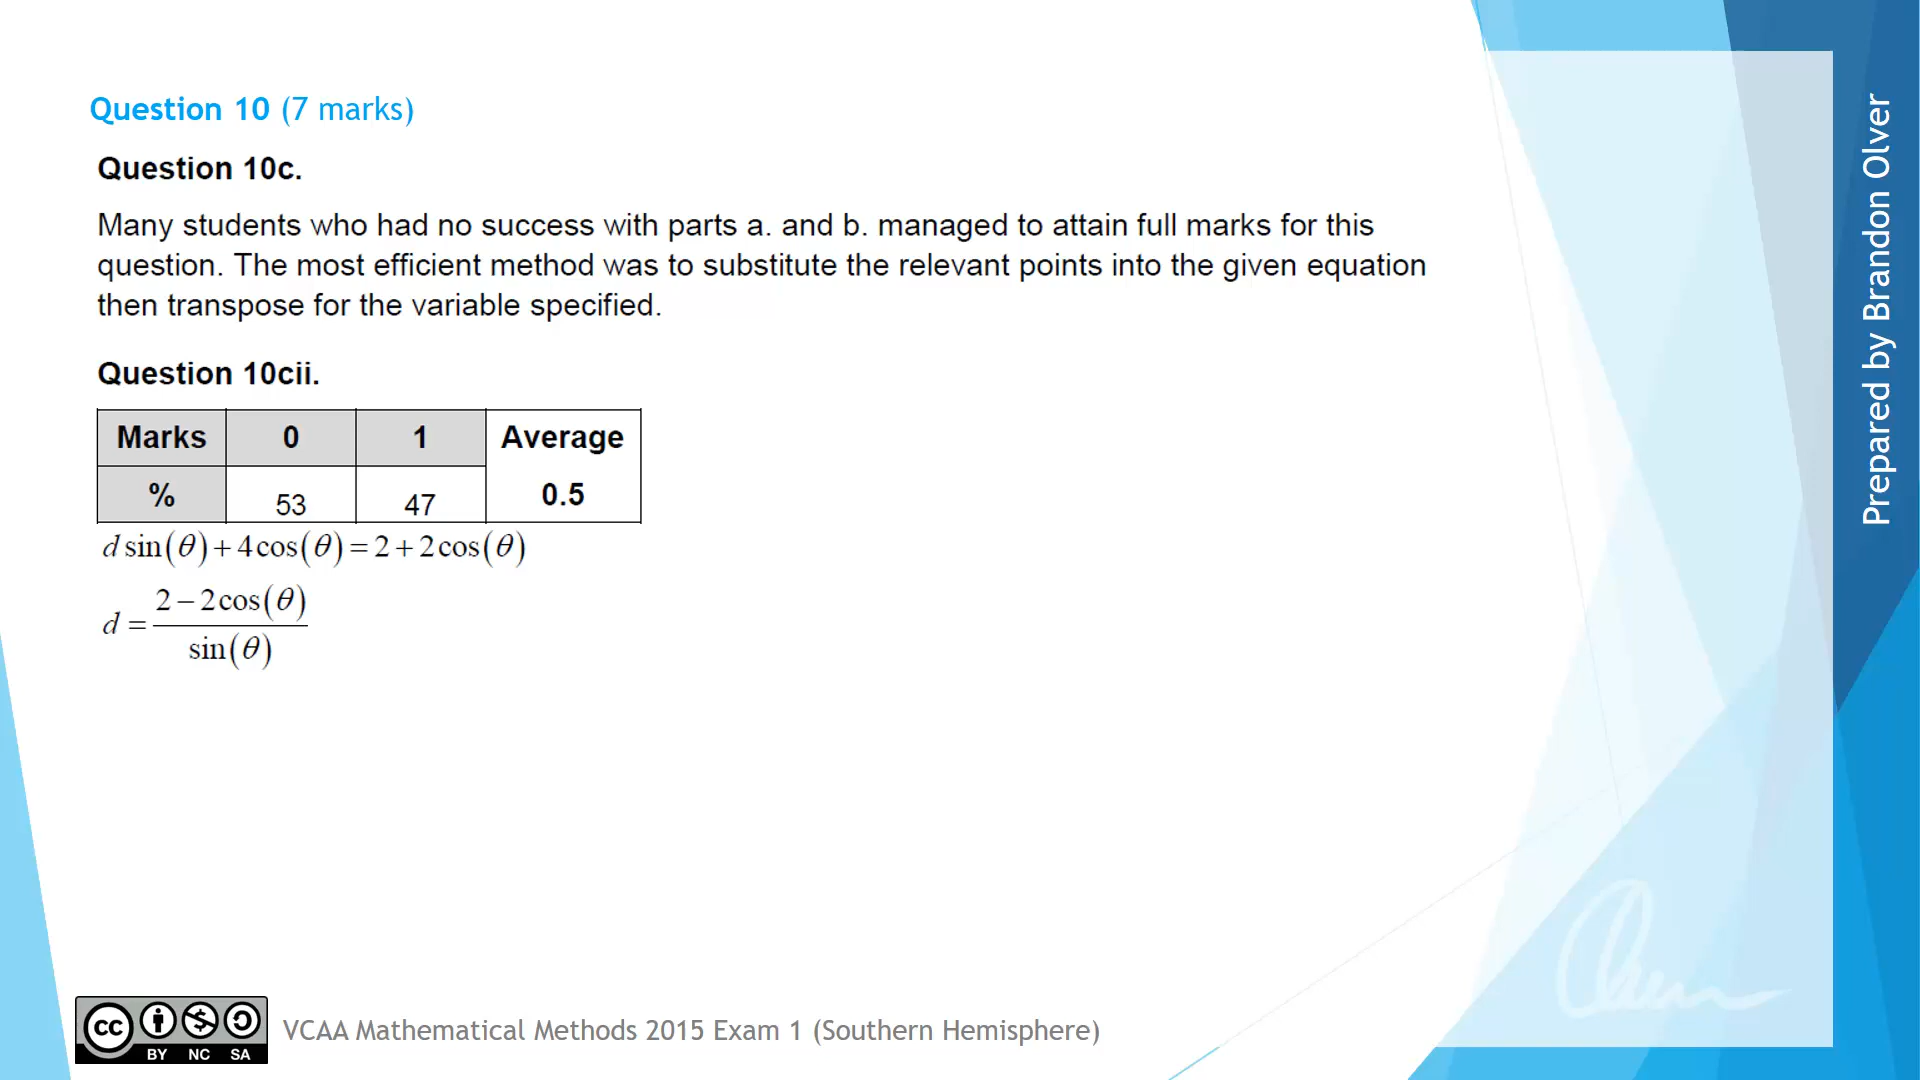 Question 10 (7 marks)
Question 10c.
Many students who had no success with parts a. and b. managed to attain full marks for this
question. The most efficient method was to substitute the relevant points into the given equation
then transpose for the variable specified.
Question 10cii.
Marks 0 1 Average
% 53 47 0.5
d sin(θ) + 4cos(θ) = 2 + 2cos(θ)
d = (2 − 2cos(θ)) / sin(θ)
Prepared by Brandon Olver
cc BY NC SA
VCAA Mathematical Methods 2015 Exam 1 (Southern Hemisphere)